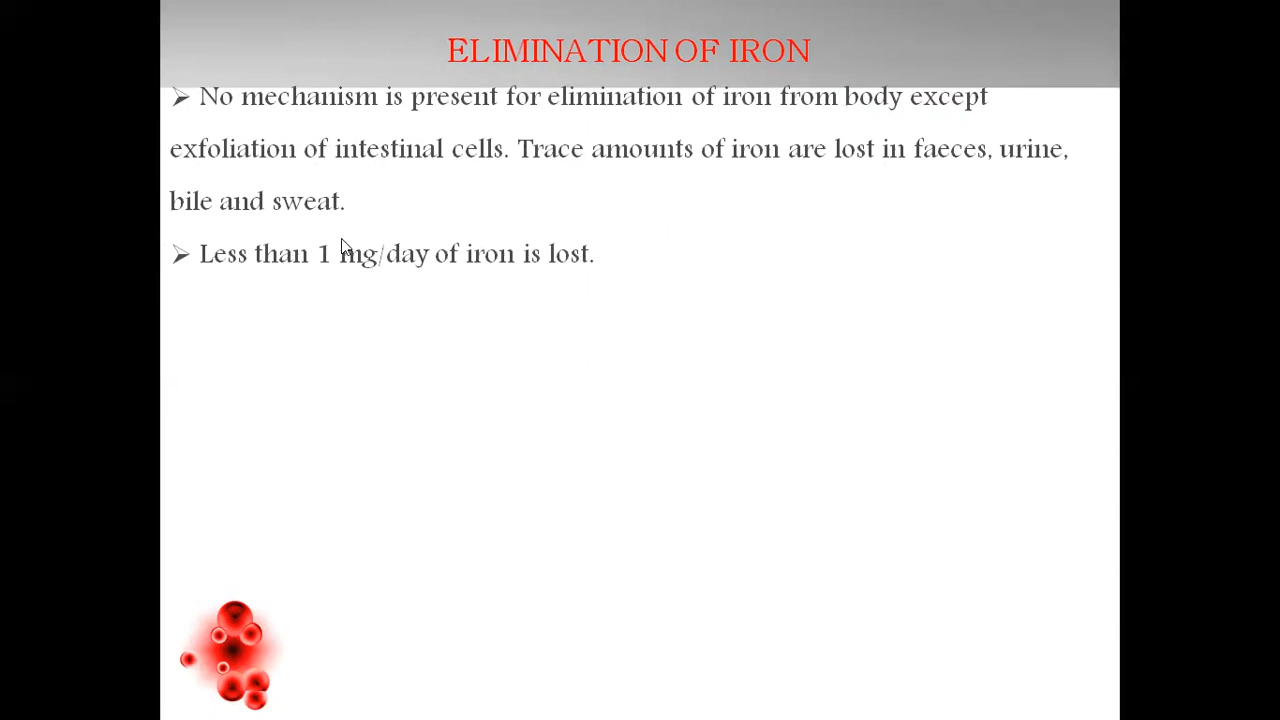 ELIMINATION OF IRON
➢ No mechanism is present for elimination of iron from body except
exfoliation of intestinal cells. Trace amounts of iron are lost in faeces, urine,
bile and sweat.
➢ Less than 1 mg/day of iron is lost.